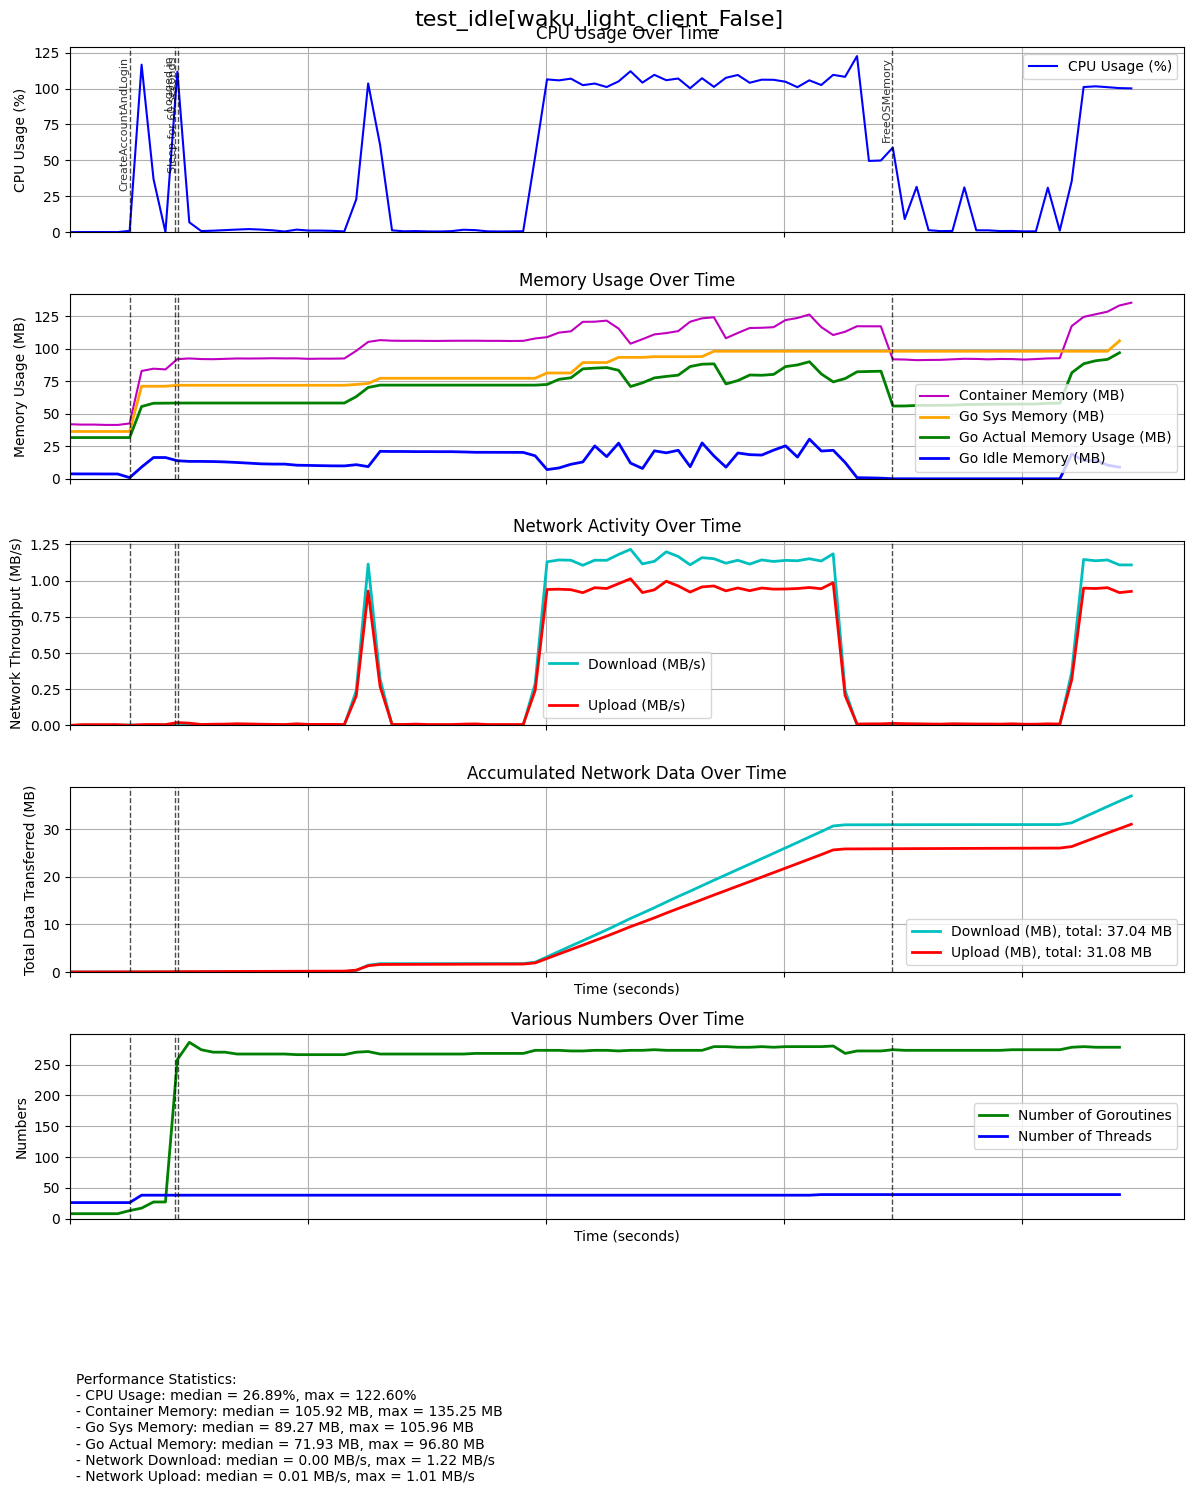 test_idle[waku_light_client_False]
CPU Usage Over Time
CPU Usage (%)
125
100
75
50
25
0
CreateAccountAndLogin
Logged in
Sleep for 60 seconds
FreeOSMemory
CPU Usage (%)
Memory Usage Over Time
Memory Usage (MB)
125
100
75
50
25
0
Container Memory (MB)
Go Sys Memory (MB)
Go Actual Memory Usage (MB)
Go Idle Memory (MB)
Network Activity Over Time
Network Throughput (MB/s)
1.25
1.00
0.75
0.50
0.25
0.00
Download (MB/s)
Upload (MB/s)
Accumulated Network Data Over Time
Total Data Transferred (MB)
30
20
10
0
Download (MB), total: 37.04 MB
Upload (MB), total: 31.08 MB
Time (seconds)
Various Numbers Over Time
Numbers
250
200
150
100
50
0
Number of Goroutines
Number of Threads
Time (seconds)
Performance Statistics:
- CPU Usage: median = 26.89%, max = 122.60%
- Container Memory: median = 105.92 MB, max = 135.25 MB
- Go Sys Memory: median = 89.27 MB, max = 105.96 MB
- Go Actual Memory: median = 71.93 MB, max = 96.80 MB
- Network Download: median = 0.00 MB/s, max = 1.22 MB/s
- Network Upload: median = 0.01 MB/s, max = 1.01 MB/s